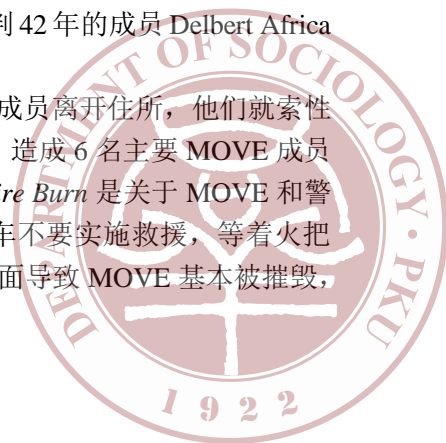 判 42 年的成员 Delbert Africa
成员离开住所，他们就索性
造成 6 名主要 MOVE 成员
ire Burn 是关于 MOVE 和警
车不要实施救援，等着火把
面导致 MOVE 基本被摧毁，
DEPARTMENT OF SOCIOLOGY · PKU
1922